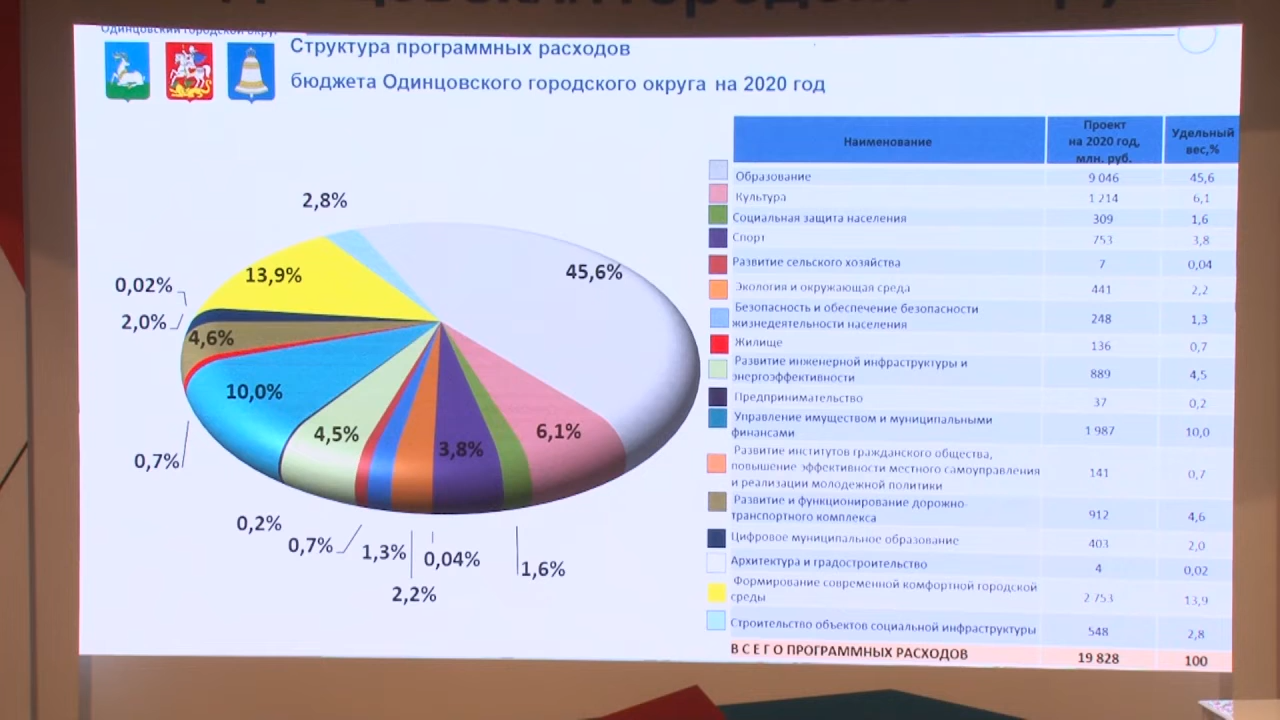 Одинцовский городской округ
Структура программных расходов
бюджета Одинцовского городского округа на 2020 год
2,8%
45,6%
13,9%
0,02%
2,0%
4,6%
10,0%
0,7%
4,5%
3,8%
6,1%
0,2%
0,7%
1,3%
0,04%
1,6%
2,2%
Наименование
Проект
на 2020 год,
млн. руб.
Удельный
вес,%
Образование 9 046 45,6
Культура 1 214 6,1
Социальная защита населения 309 1,6
Спорт 753 3,8
Развитие сельского хозяйства 7 0,04
Экология и окружающая среда 441 2,2
Безопасность и обеспечение безопасности
жизнедеятельности населения 248 1,3
Жилище 136 0,7
Развитие инженерной инфраструктуры и
энергоэффективности 889 4,5
Предпринимательство 37 0,2
Управление имуществом и муниципальными
финансами 1 987 10,0
Развитие институтов гражданского общества,
повышение эффективности местного самоуправления
и реализации молодежной политики 141 0,7
Развитие и функционирование дорожно-
транспортного комплекса 912 4,6
Цифровое муниципальное образование 403 2,0
Архитектура и градостроительство 4 0,02
Формирование современной комфортной городской
среды 2 753 13,9
Строительство объектов социальной инфраструктуры 548 2,8
В С Е Г О ПРОГРАММНЫХ РАСХОДОВ 19 828 100